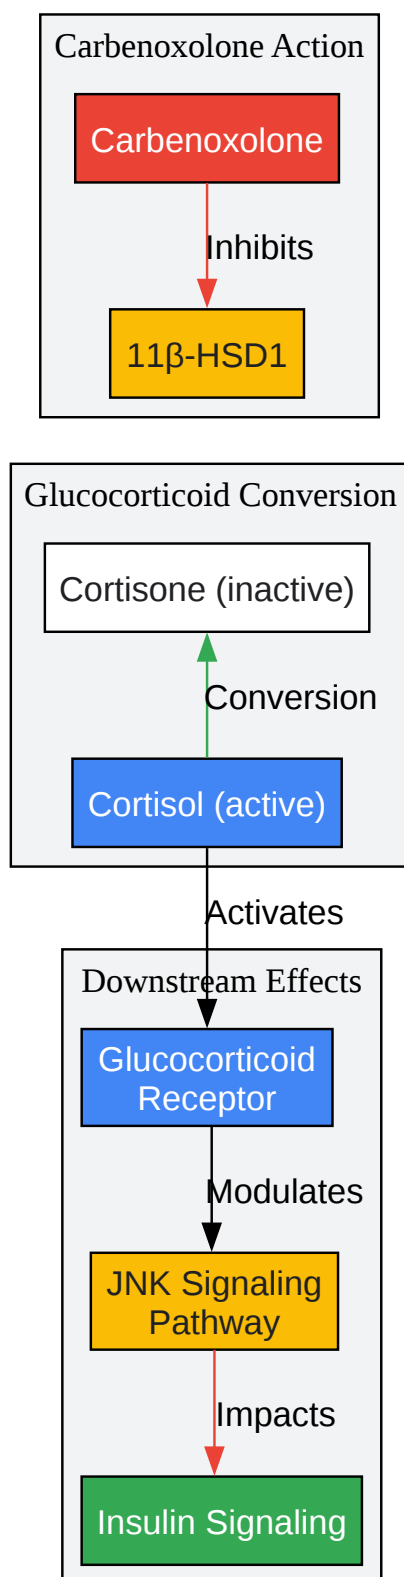 Carbenoxolone Action
Carbenoxolone
Inhibits
11β-HSD1
Glucocorticoid Conversion
Cortisone (inactive)
Conversion
Cortisol (active)
Activates
Downstream Effects
Glucocorticoid
Receptor
Modulates
JNK Signaling
Pathway
Impacts
Insulin Signaling